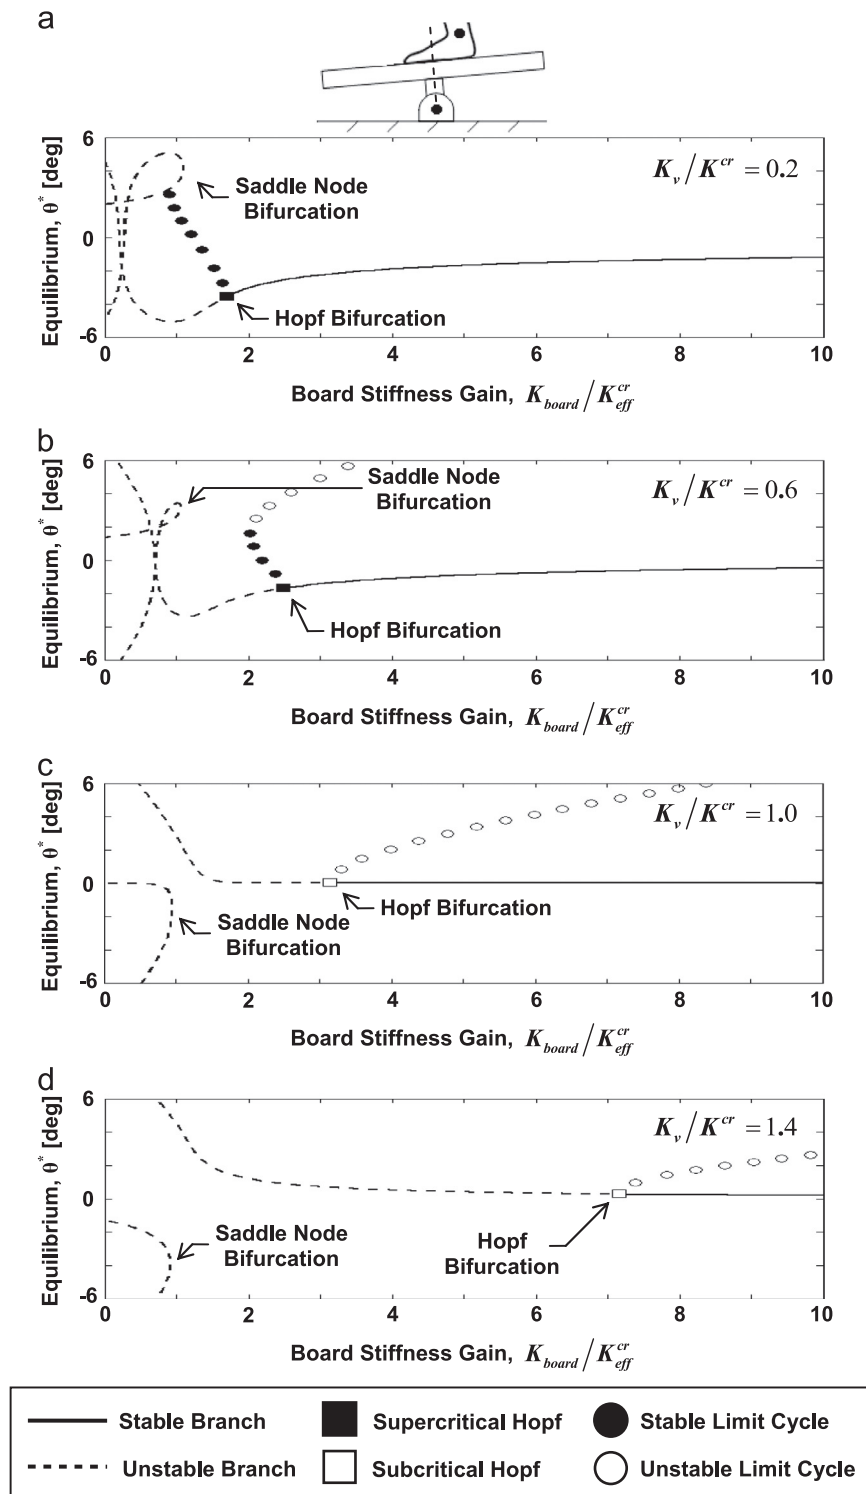 a
6
0
-6
Equilibrium, θ* [deg]
Saddle Node
Bifurcation
Hopf Bifurcation
K_v/K^cr = 0.2
0 2 4 6 8 10
Board Stiffness Gain, K_board/K_eff^cr
b
6
0
-6
Equilibrium, θ* [deg]
Saddle Node
Bifurcation
Hopf Bifurcation
K_v/K^cr = 0.6
0 2 4 6 8 10
Board Stiffness Gain, K_board/K_eff^cr
c
6
0
-6
Equilibrium, θ* [deg]
K_v/K^cr = 1.0
Hopf Bifurcation
Saddle Node
Bifurcation
0 2 4 6 8 10
Board Stiffness Gain, K_board/K_eff^cr
d
6
0
-6
Equilibrium, θ* [deg]
K_v/K^cr = 1.4
Saddle Node
Bifurcation
Hopf
Bifurcation
0 2 4 6 8 10
Board Stiffness Gain, K_board/K_eff^cr
Stable Branch
Supercritical Hopf
Stable Limit Cycle
Unstable Branch
Subcritical Hopf
Unstable Limit Cycle